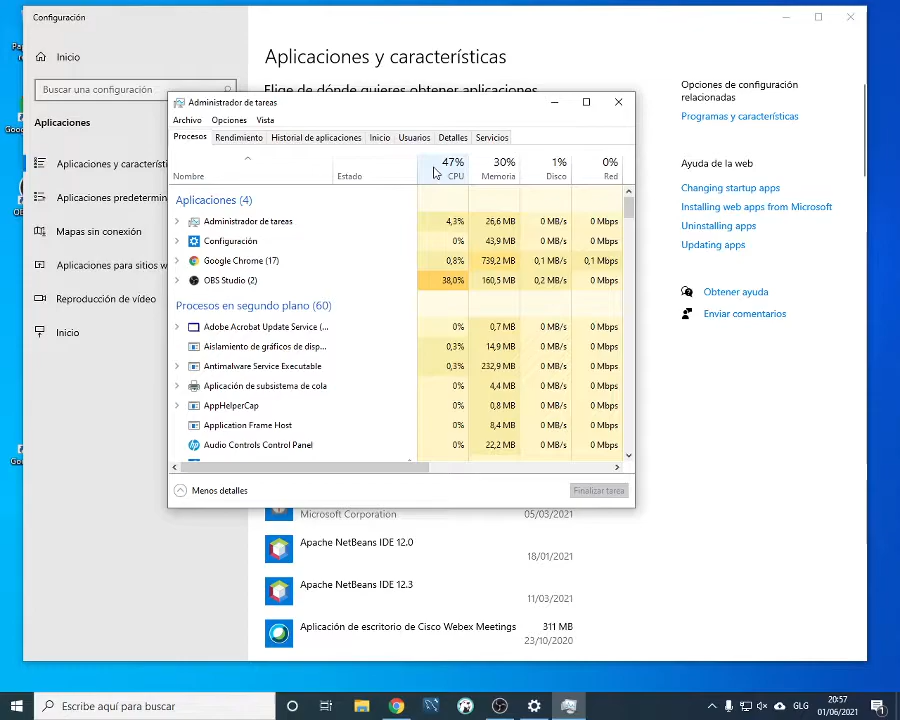 Configuración
Inicio
Buscar una configuración
Aplicaciones
Aplicaciones y característi
Aplicaciones predetermin
Mapas sin conexión
Aplicaciones para sitios w
Reproducción de vídeo
Inicio
Aplicaciones y características
Elige de dónde quieres obtener aplicaciones
Administrador de tareas
Archivo Opciones Vista
Procesos Rendimiento Historial de aplicaciones Inicio Usuarios Detalles Servicios
47% 30% 1% 0%
Nombre Estado CPU Memoria Disco Red
Aplicaciones (4)
Administrador de tareas 4,3% 26,6 MB 0 MB/s 0 Mbps
Configuración 0% 43,9 MB 0 MB/s 0 Mbps
Google Chrome (17) 0,8% 739,2 MB 0,1 MB/s 0,1 Mbps
OBS Studio (2) 38,0% 160,5 MB 0,2 MB/s 0 Mbps
Procesos en segundo plano (60)
Adobe Acrobat Update Service (... 0% 0,7 MB 0 MB/s 0 Mbps
Aislamiento de gráficos de disp... 0,3% 14,9 MB 0 MB/s 0 Mbps
Antimalware Service Executable 0,3% 232,9 MB 0 MB/s 0 Mbps
Aplicación de subsistema de cola 0% 4,4 MB 0 MB/s 0 Mbps
AppHelperCap 0% 0,8 MB 0 MB/s 0 Mbps
Application Frame Host 0% 8,4 MB 0 MB/s 0 Mbps
Audio Controls Control Panel 0% 22,2 MB 0 MB/s 0 Mbps
Menos detalles
Finalizar tarea
Microsoft Corporation 05/03/2021
Apache NetBeans IDE 12.0
18/01/2021
Apache NetBeans IDE 12.3
11/03/2021
Aplicación de escritorio de Cisco Webex Meetings 311 MB
23/10/2020
Opciones de configuración
relacionadas
Programas y características
Ayuda de la web
Changing startup apps
Installing web apps from Microsoft
Uninstalling apps
Updating apps
Obtener ayuda
Enviar comentarios
Escribe aquí para buscar
GLG
20:57
01/06/2021